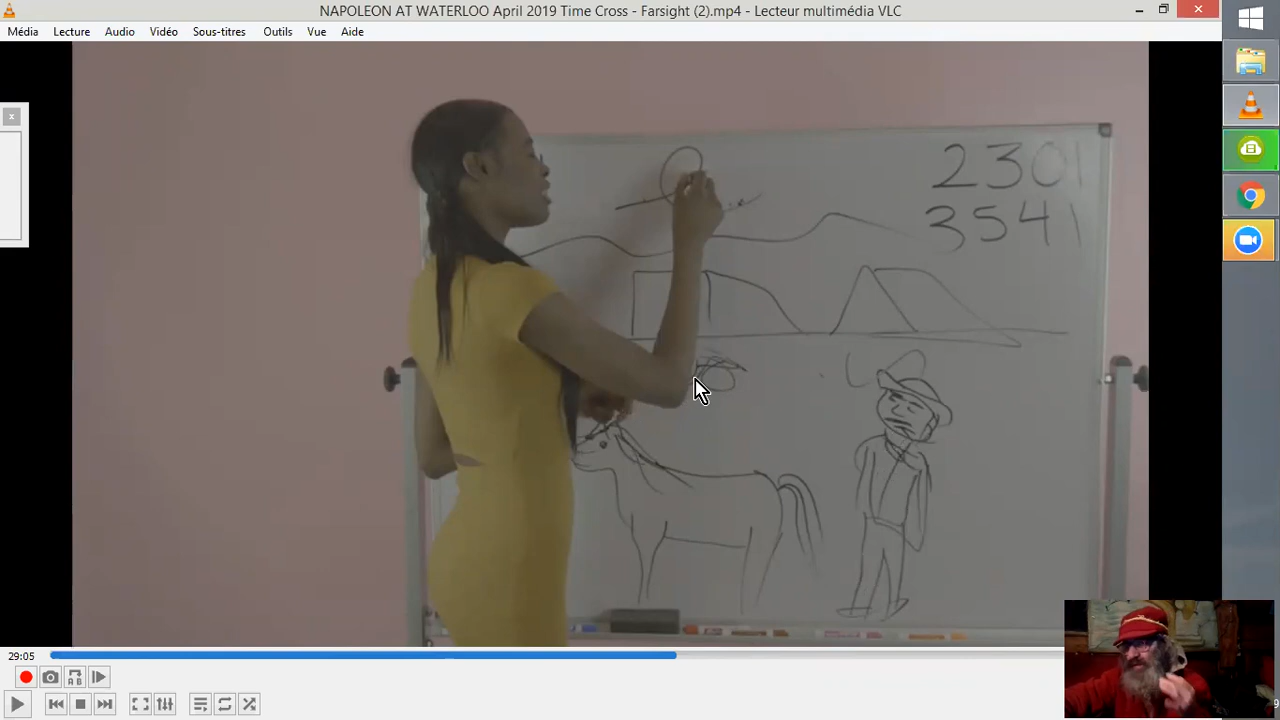 NAPOLEON AT WATERLOO April 2019 Time Cross - Farsight (2).mp4 - Lecteur multimédia VLC
Média Lecture Audio Vidéo Sous-titres Outils Vue Aide
2301
3541
29:05